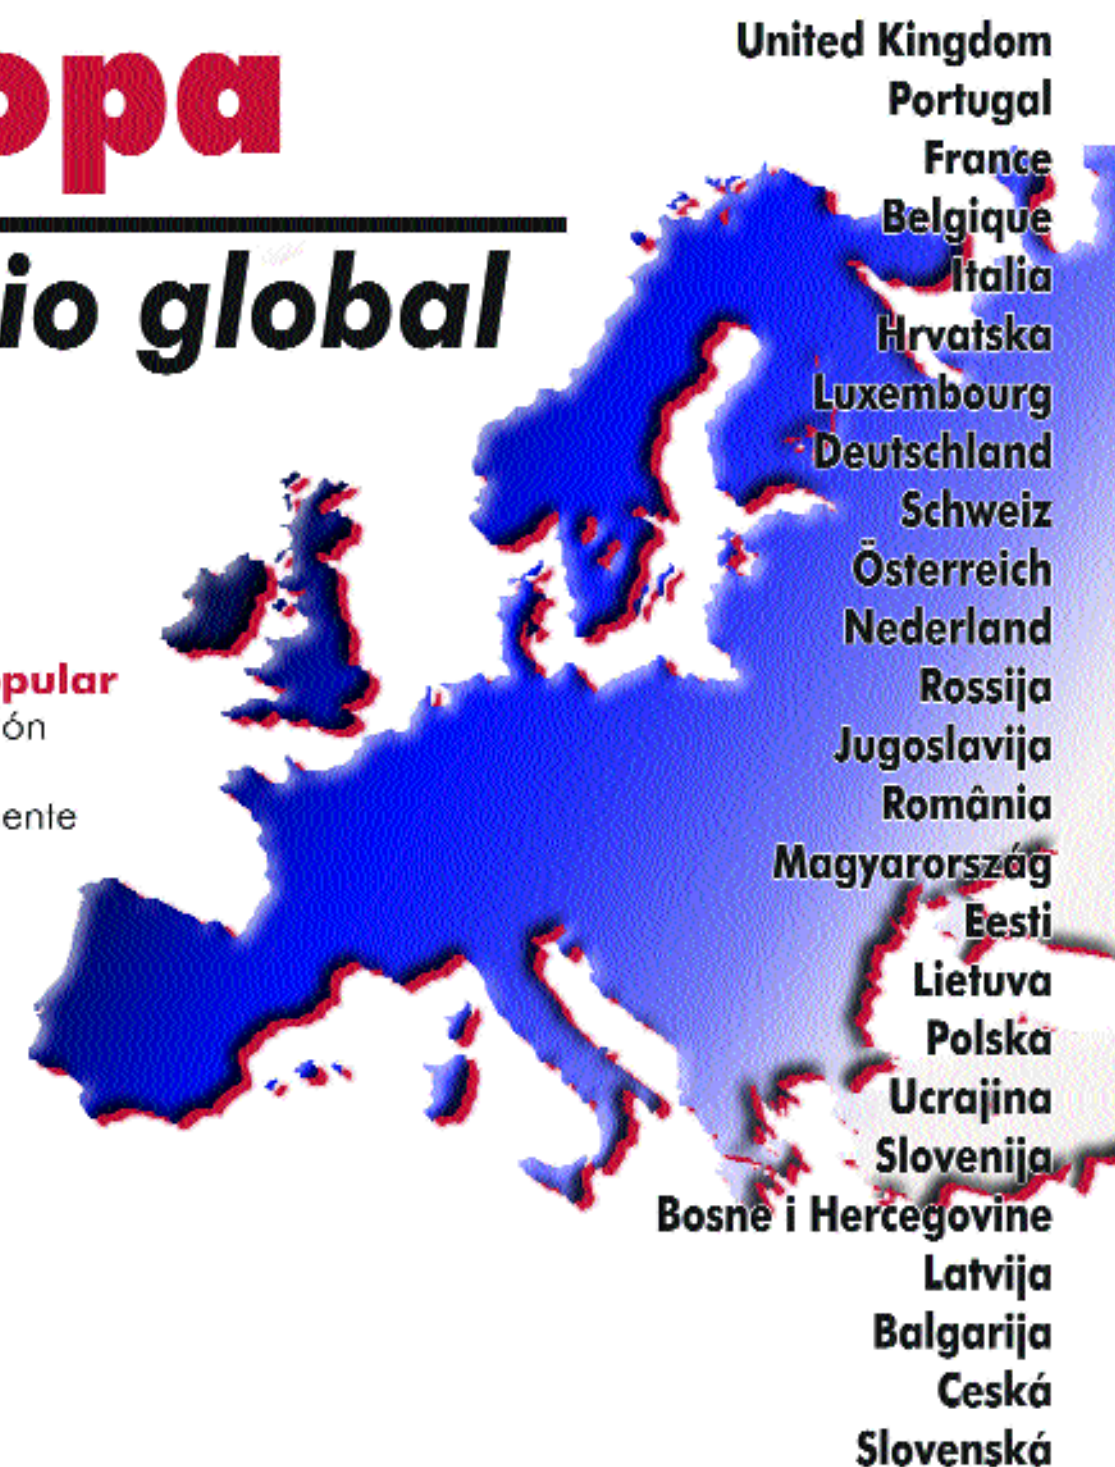 opa
io global
pular
ón
ente
United Kingdom
Portugal
France
Belgique
Italia
Hrvatska
Luxembourg
Deutschland
Schweiz
Österreich
Nederland
Rossija
Jugoslavija
România
Magyarország
Eesti
Lietuva
Polska
Ucrajina
Slovenija
Bosne i Hercegovine
Latvija
Balgarija
Ceská
Slovenská